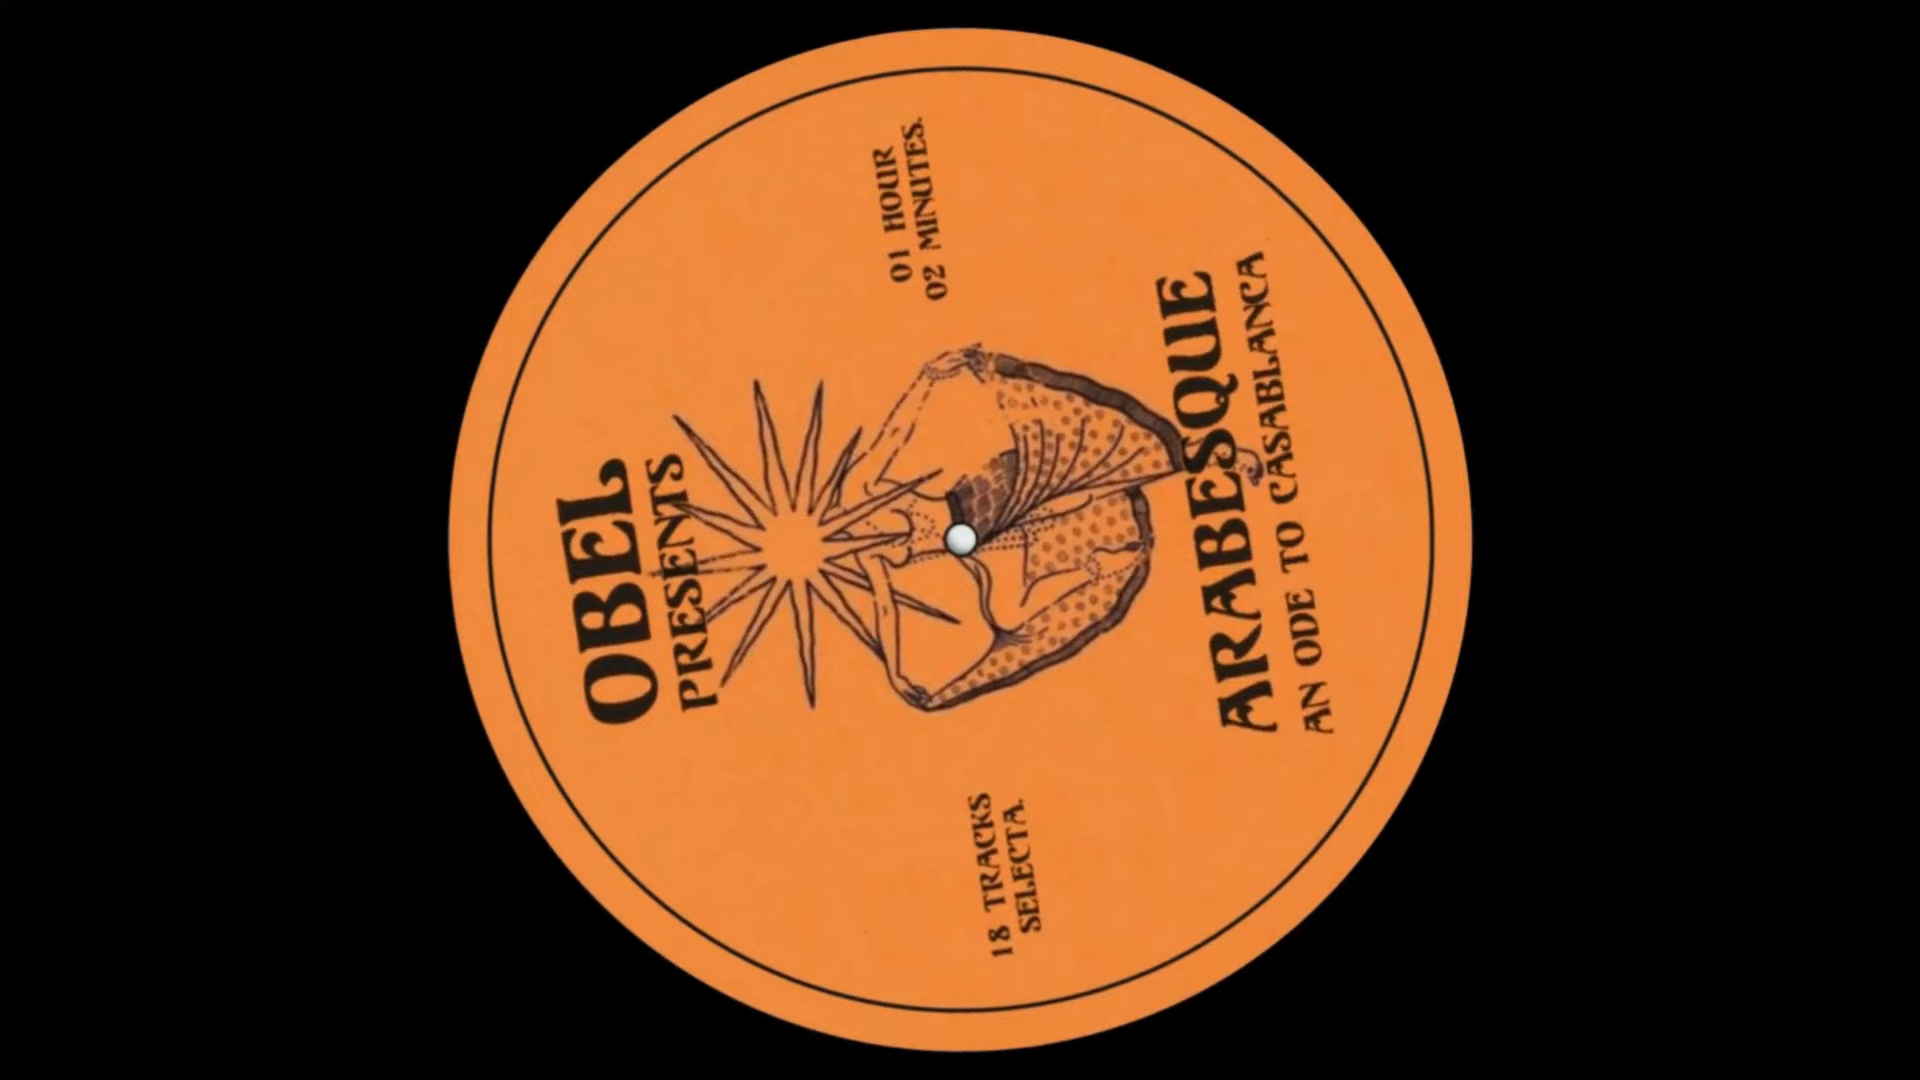 OBEL
PRESENTS
18 TRACKS
SELECTA.
01 HOUR
02 MINUTES.
ARABESQUE
AN ODE TO CASABLANCA